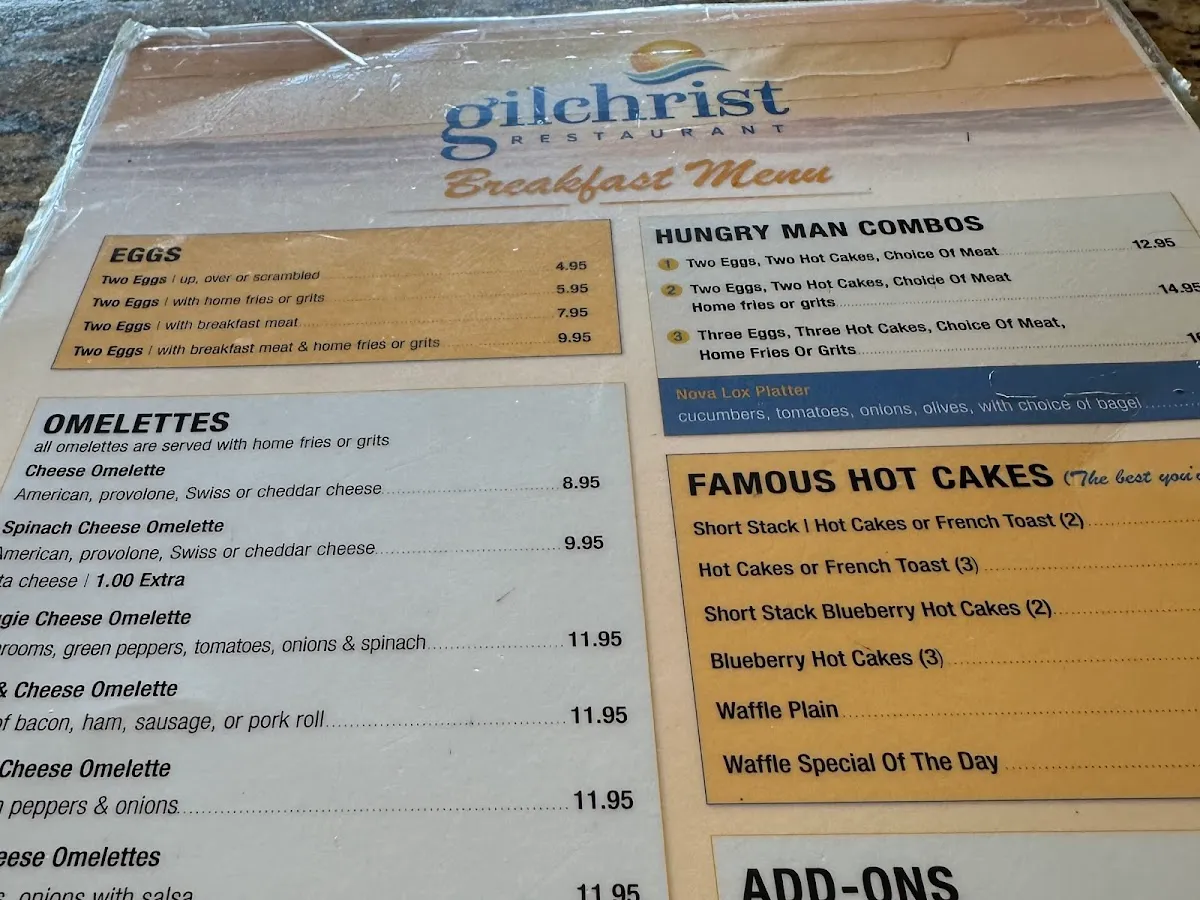 gilchrist
RESTAURANT
Breakfast Menu
EGGS
Two Eggs | up, over or scrambled 4.95
Two Eggs | with home fries or grits 5.95
Two Eggs | with breakfast meat 7.95
Two Eggs | with breakfast meat & home fries or grits 9.95
OMELETTES
all omelettes are served with home fries or grits
Cheese Omelette
American, provolone, Swiss or cheddar cheese 8.95
Spinach Cheese Omelette
American, provolone, Swiss or cheddar cheese 9.95
cheese | 1.00 Extra
Cheese Omelette
green peppers, tomatoes, onions & spinach 11.95
& Cheese Omelette
of bacon, ham, sausage, or pork roll 11.95
Cheese Omelette
peppers & onions 11.95
Omelettes
onions with salsa 11.95
HUNGRY MAN COMBOS
1 Two Eggs, Two Hot Cakes, Choice Of Meat 12.95
2 Two Eggs, Two Hot Cakes, Choice Of Meat
Home fries or grits 14.95
3 Three Eggs, Three Hot Cakes, Choice Of Meat,
Home Fries Or Grits
Nova Lox Platter
cucumbers, tomatoes, onions, olives, with choice of bagel
FAMOUS HOT CAKES (The best
Short Stack | Hot Cakes or French Toast (2)
Hot Cakes or French Toast (3)
Short Stack Blueberry Hot Cakes (2)
Blueberry Hot Cakes (3)
Waffle Plain
Waffle Special Of The Day
ADD-ONS